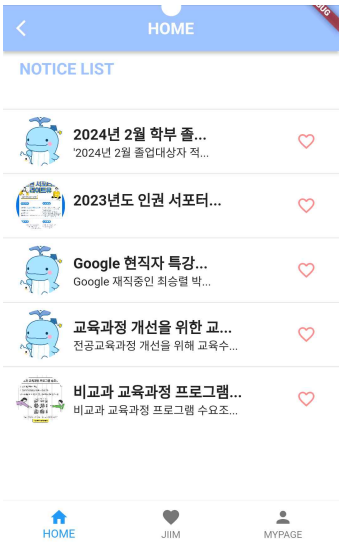 HOME
NOTICE LIST
2024년 2월 학부 졸...
'2024년 2월 졸업대상자 적...
2023년도 인권 서포터...
Google 현직자 특강...
Google 재직중인 최승렬 박...
교육과정 개선을 위한 교...
전공교육과정 개선을 위해 교육수...
비교과 교육과정 프로그램...
비교과 교육과정 프로그램 수요조...
HOME
JIIM
MYPAGE